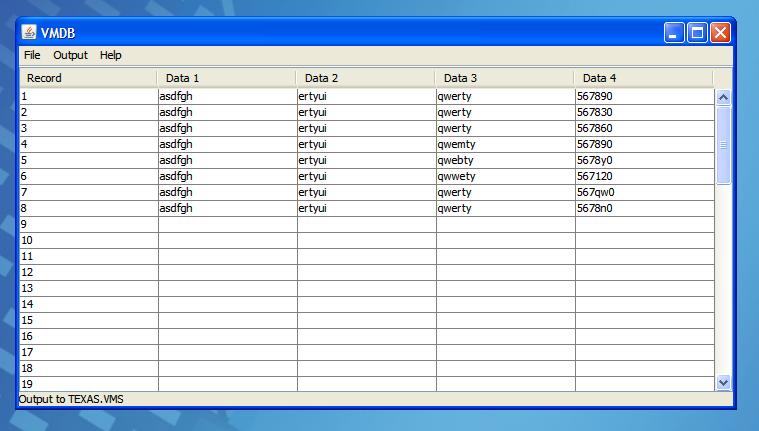 VMDB
File Output Help
Record Data 1 Data 2 Data 3 Data 4
1 asdfgh ertyui qwerty 567890
2 asdfgh ertyui qwerty 567830
3 asdfgh ertyui qwerty 567860
4 asdfgh ertyui qwemty 567890
5 asdfgh ertyui qwebty 5678y0
6 asdfgh ertyui qwwety 567120
7 asdfgh ertyui qwerty 567qw0
8 asdfgh ertyui qwerty 5678n0
9
10
11
12
13
14
15
16
17
18
19
Output to TEXAS.VMS